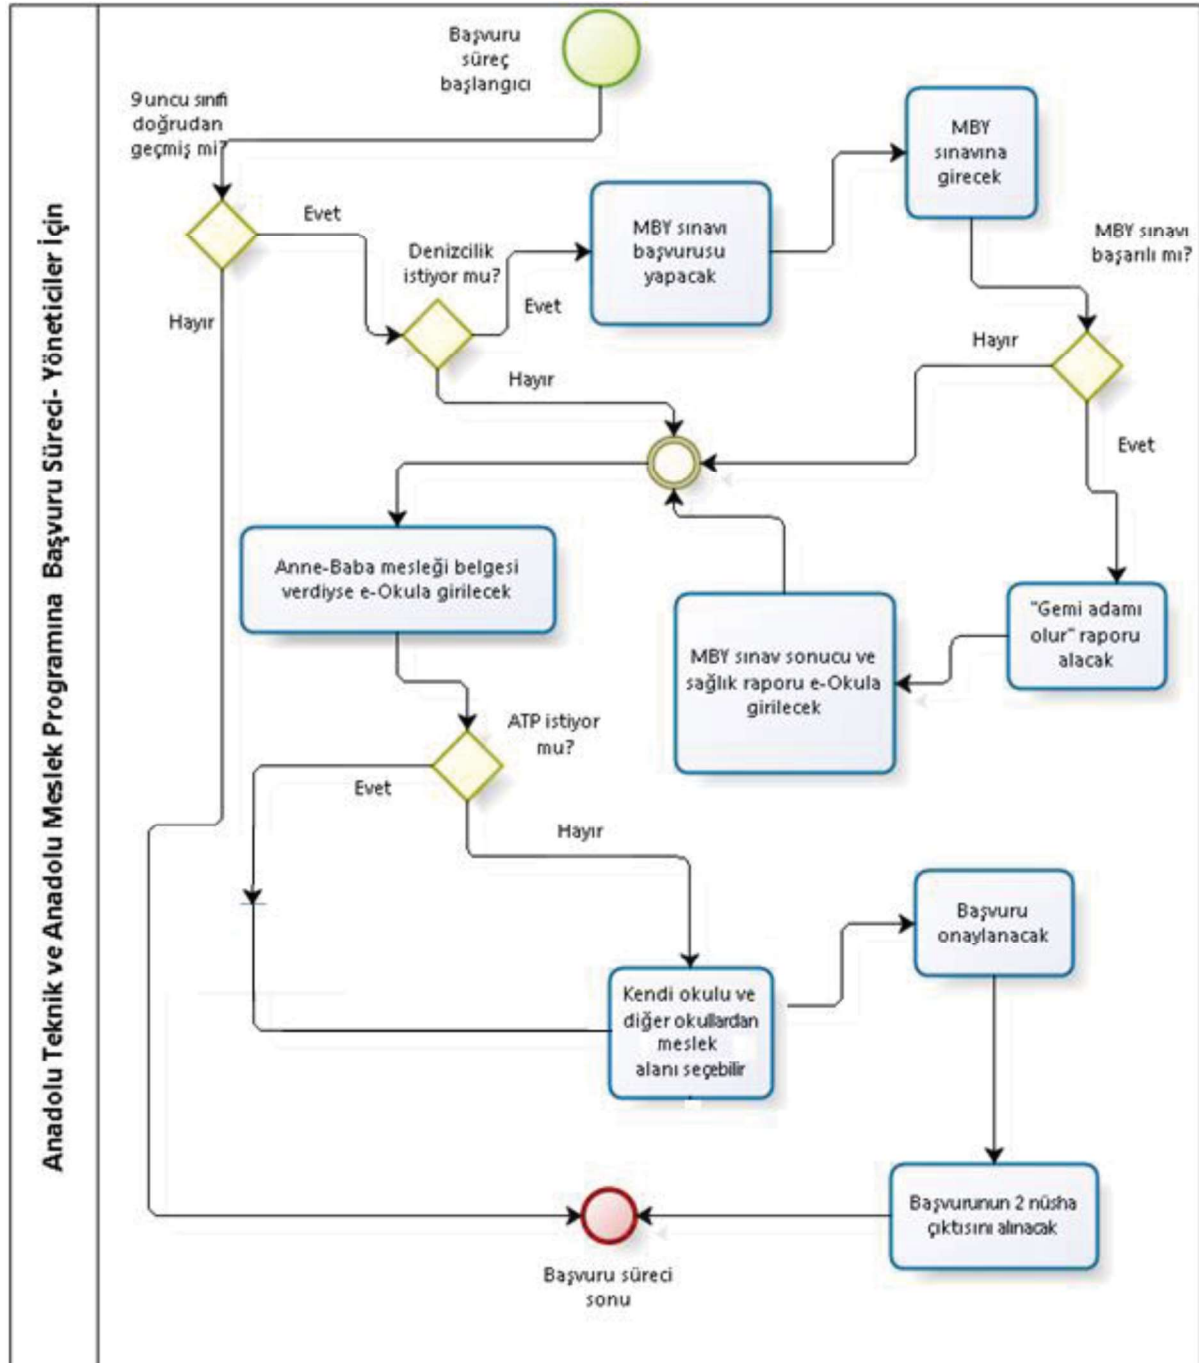 Anadolu Teknik ve Anadolu Meslek Programına Başvuru Süreci- Yöneticiler İçin
Başvuru
süreç
başlangıcı
9 uncu sınıfı
doğrudan
geçmiş mi?
Evet
Hayır
Denizcilik
istiyor mu?
Evet
Hayır
MBY sınavı
başvurusu
yapacak
MBY
sınavına
girecek
MBY sınavı
başarılı mı?
Hayır
Evet
"Gemi adamı
olur" raporu
alacak
MBY sınav sonucu ve
sağlık raporu e-Okula
girilecek
Anne-Baba mesleği belgesi
verdiyse e-Okula girilecek
ATP istiyor
mu?
Evet
Hayır
Kendi okulu ve
diğer okullardan
meslek
alanı seçebilir
Başvuru
onaylanacak
Başvurunun 2 nüsha
çıktısını alınacak
Başvuru süreci
sonu